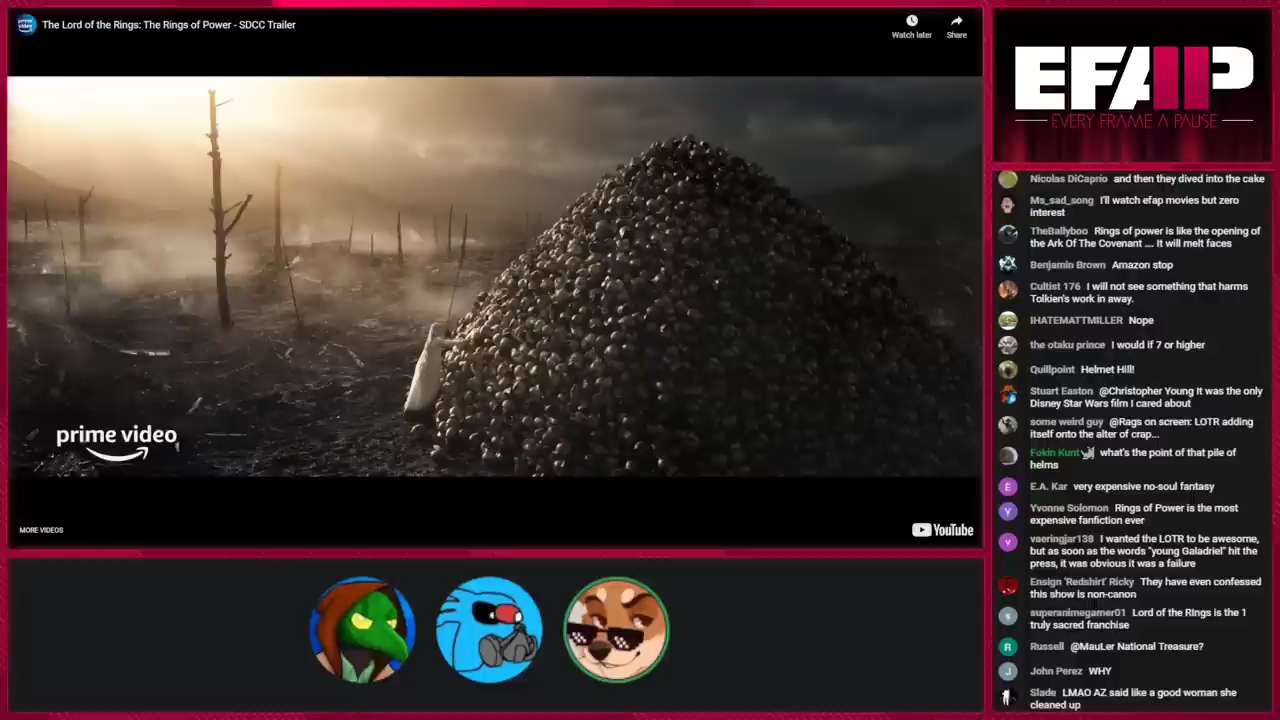 prime video
The Lord of the Rings: The Rings of Power - SDCC Trailer
Watch later
Share
prime video
MORE VIDEOS
YouTube
EFAP
EVERY FRAME A PAUSE
Nicolas DiCaprio and then they dived into the cake
Ms_sad_song I'll watch efap movies but zero
interest
TheBallyboo Rings of power is like the opening of
the Ark Of The Covenant .... It will melt faces
Benjamin Brown Amazon stop
Cultist 176 I will not see something that harms
Tolkien's work in away.
IHATEMATTMILLER Nope
the otaku prince I would if 7 or higher
Quillpoint Helmet Hill!
Stuart Easton @Christopher Young It was the only
Disney Star Wars film I cared about
some weird guy @Rags on screen: LOTR adding
itself onto the alter of crap...
Fokin Kunt what's the point of that pile of
helms
E
E.A. Kar very expensive no-soul fantasy
Y
Yvonne Solomon Rings of Power is the most
expensive fanfiction ever
v
vaeringjar138 I wanted the LOTR to be awesome,
but as soon as the words "young Galadriel" hit the
press, it was obvious it was a failure
Ensign 'Redshirt' Ricky They have even confessed
this show is non-canon
s
superanimegamer01 Lord of the Rings is the 1
truly sacred franchise
R
Russell @MauLer National Treasure?
J
John Perez WHY
Slade LMAO AZ said like a good woman she
cleaned up